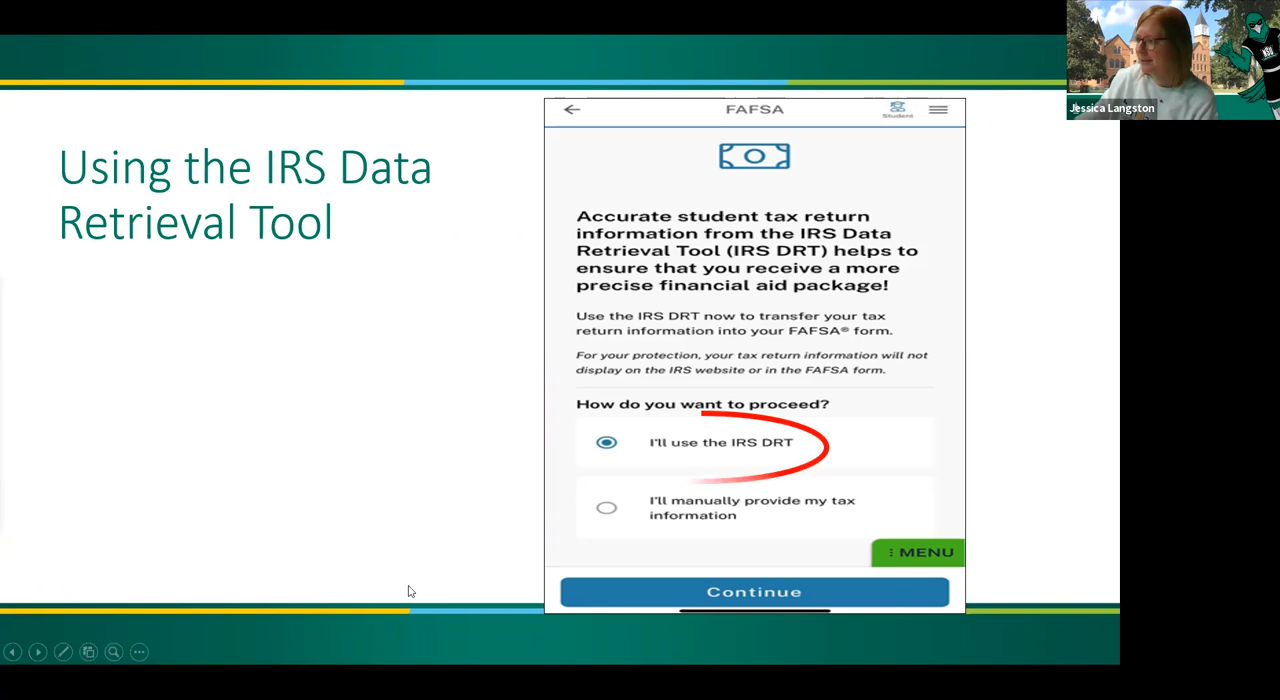 Using the IRS Data
Retrieval Tool
FAFSA
Student
Accurate student tax return
information from the IRS Data
Retrieval Tool (IRS DRT) helps to
ensure that you receive a more
precise financial aid package!
Use the IRS DRT now to transfer your tax
return information into your FAFSA® form.
For your protection, your tax return information will not
display on the IRS website or in the FAFSA form.
How do you want to proceed?
I'll use the IRS DRT
I'll manually provide my tax
information
MENU
Continue
NSU
Jessica Langston